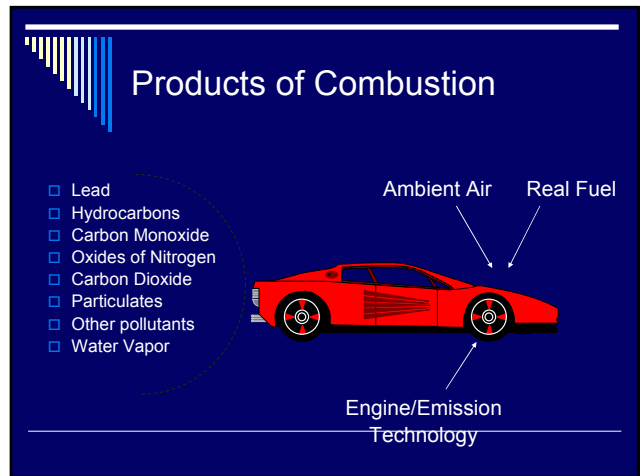 Products of Combustion
Lead
Hydrocarbons
Carbon Monoxide
Oxides of Nitrogen
Carbon Dioxide
Particulates
Other pollutants
Water Vapor
Ambient Air
Real Fuel
Engine/Emission
Technology